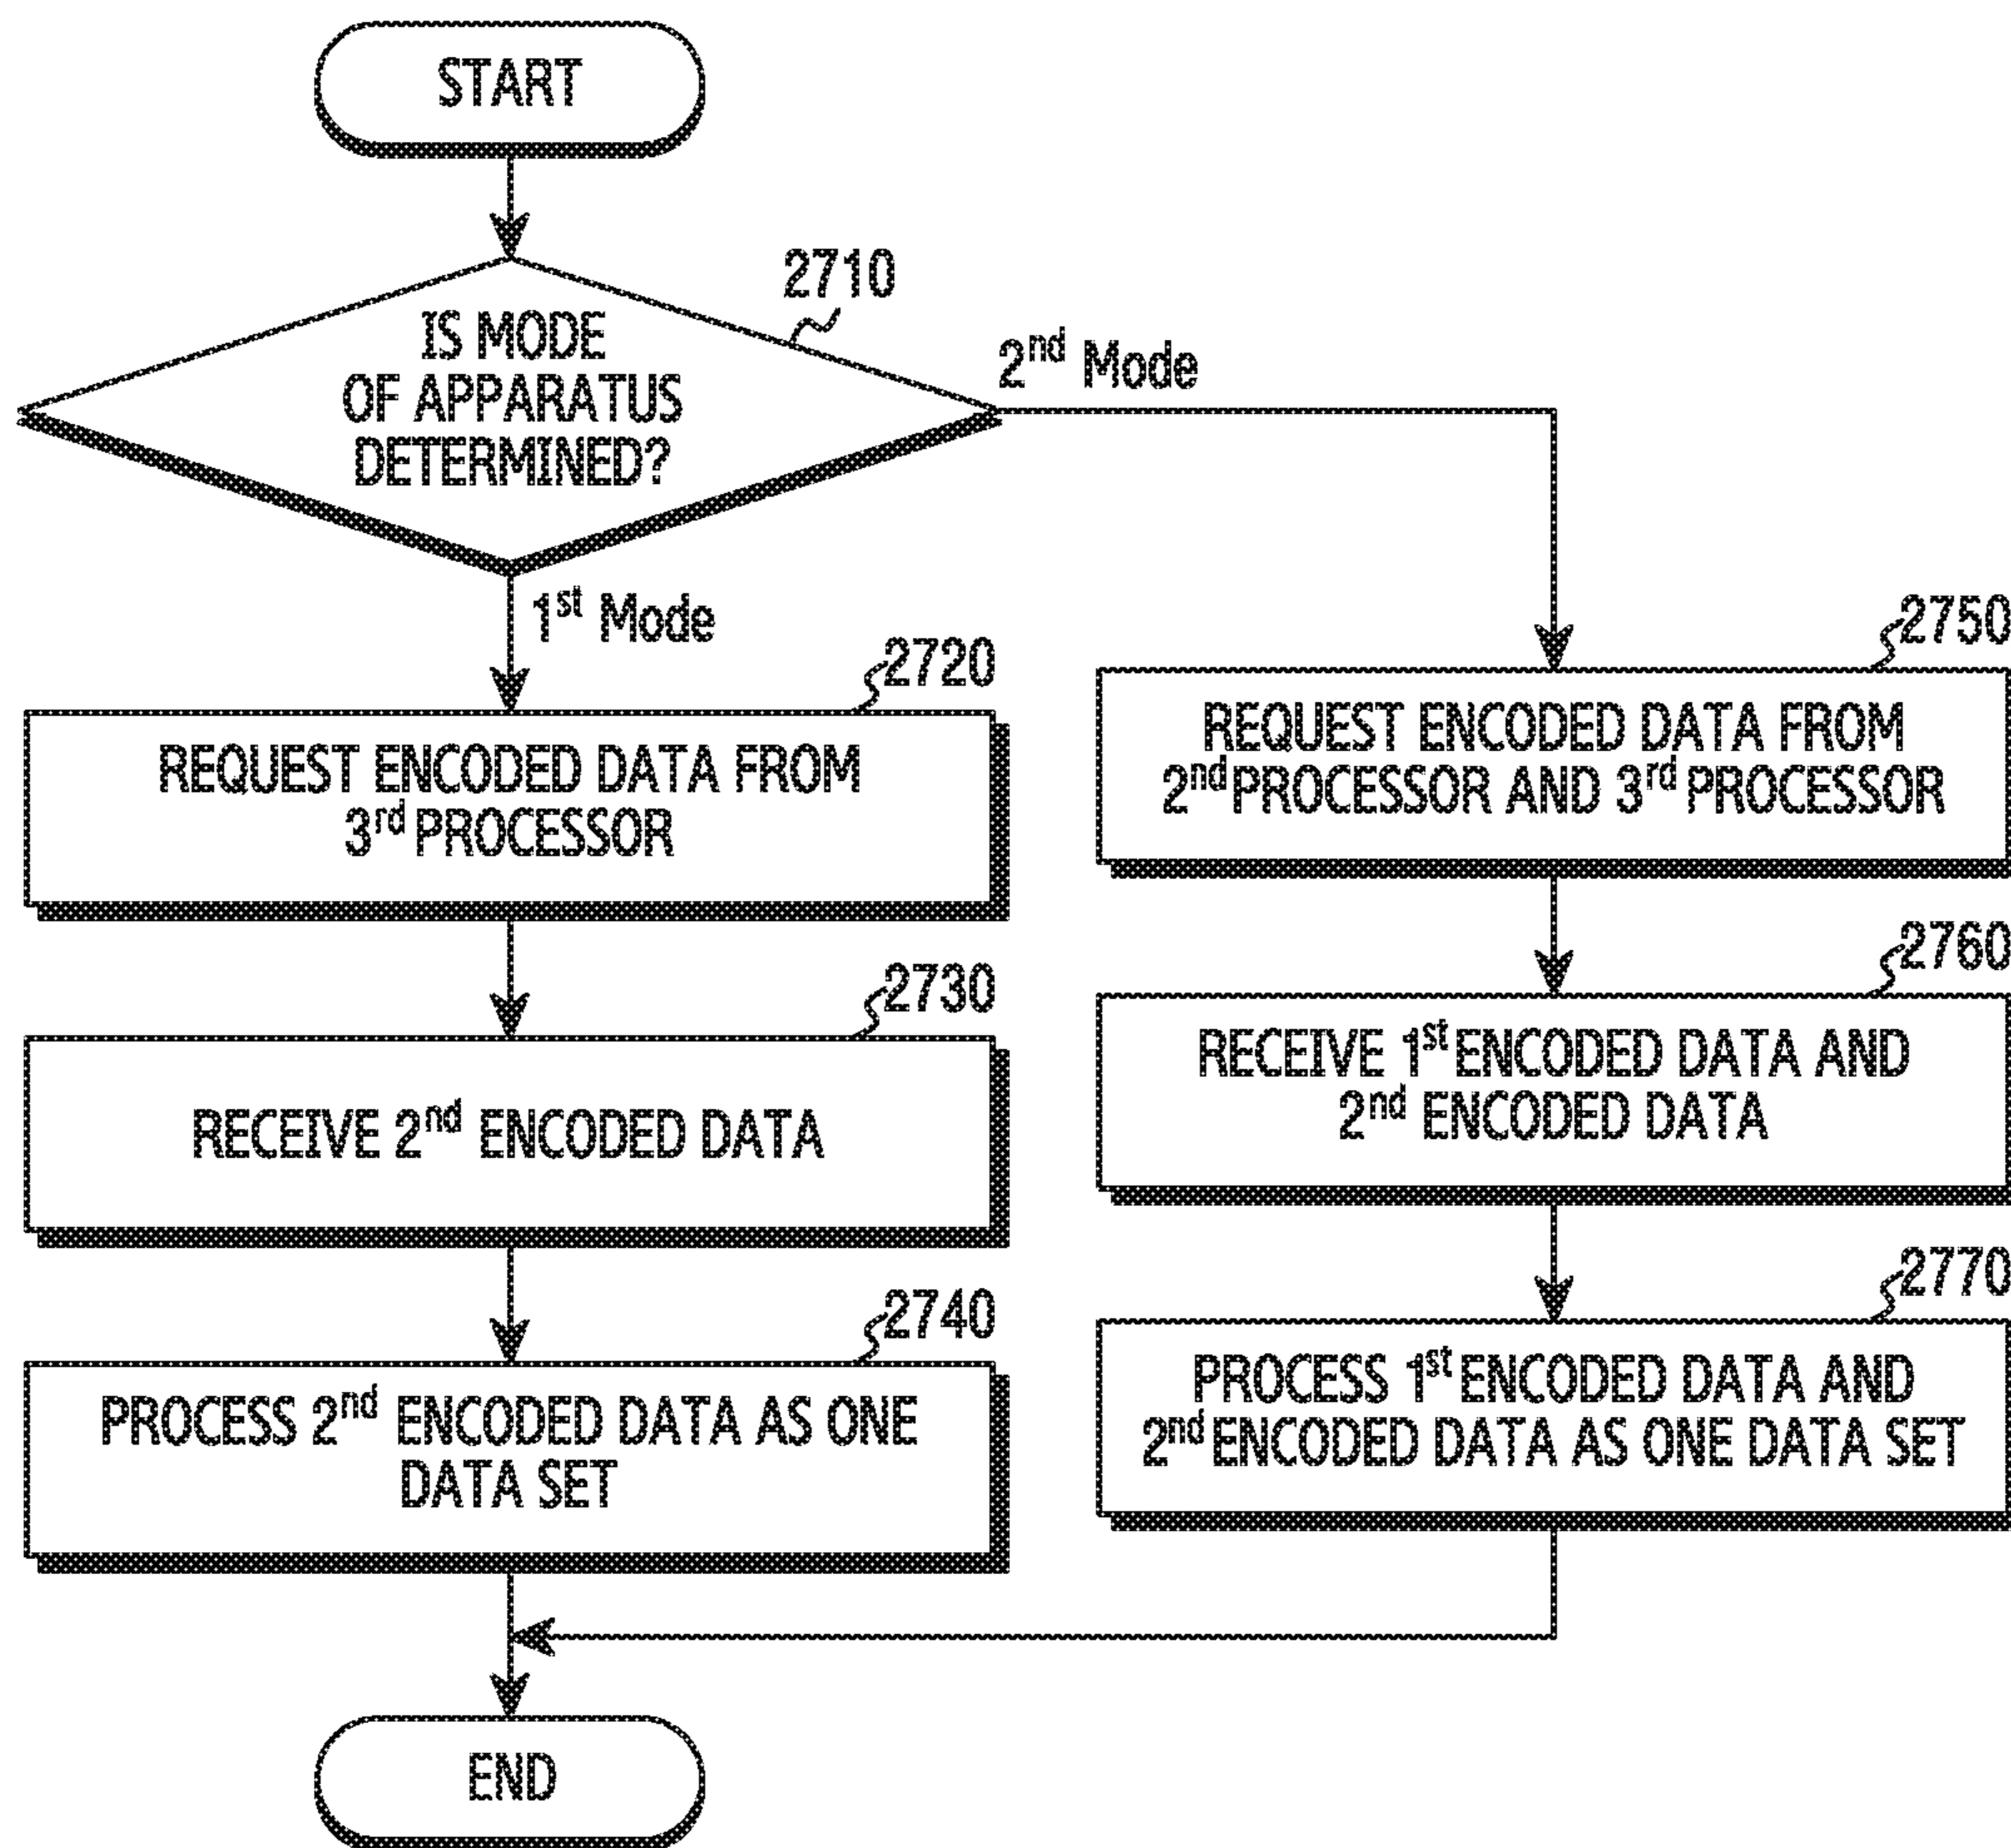 START
2710
IS MODE
OF APPARATUS
DETERMINED?
2nd Mode
1st Mode
2720
REQUEST ENCODED DATA FROM
3rd PROCESSOR
2730
RECEIVE 2nd ENCODED DATA
2740
PROCESS 2nd ENCODED DATA AS ONE
DATA SET
2750
REQUEST ENCODED DATA FROM
2nd PROCESSOR AND 3rd PROCESSOR
2760
RECEIVE 1st ENCODED DATA AND
2nd ENCODED DATA
2770
PROCESS 1st ENCODED DATA AND
2nd ENCODED DATA AS ONE DATA SET
END